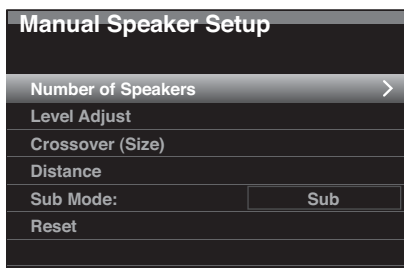 Manual Speaker Setup
Number of Speakers
Level Adjust
Crossover (Size)
Distance
Sub Mode: Sub
Reset